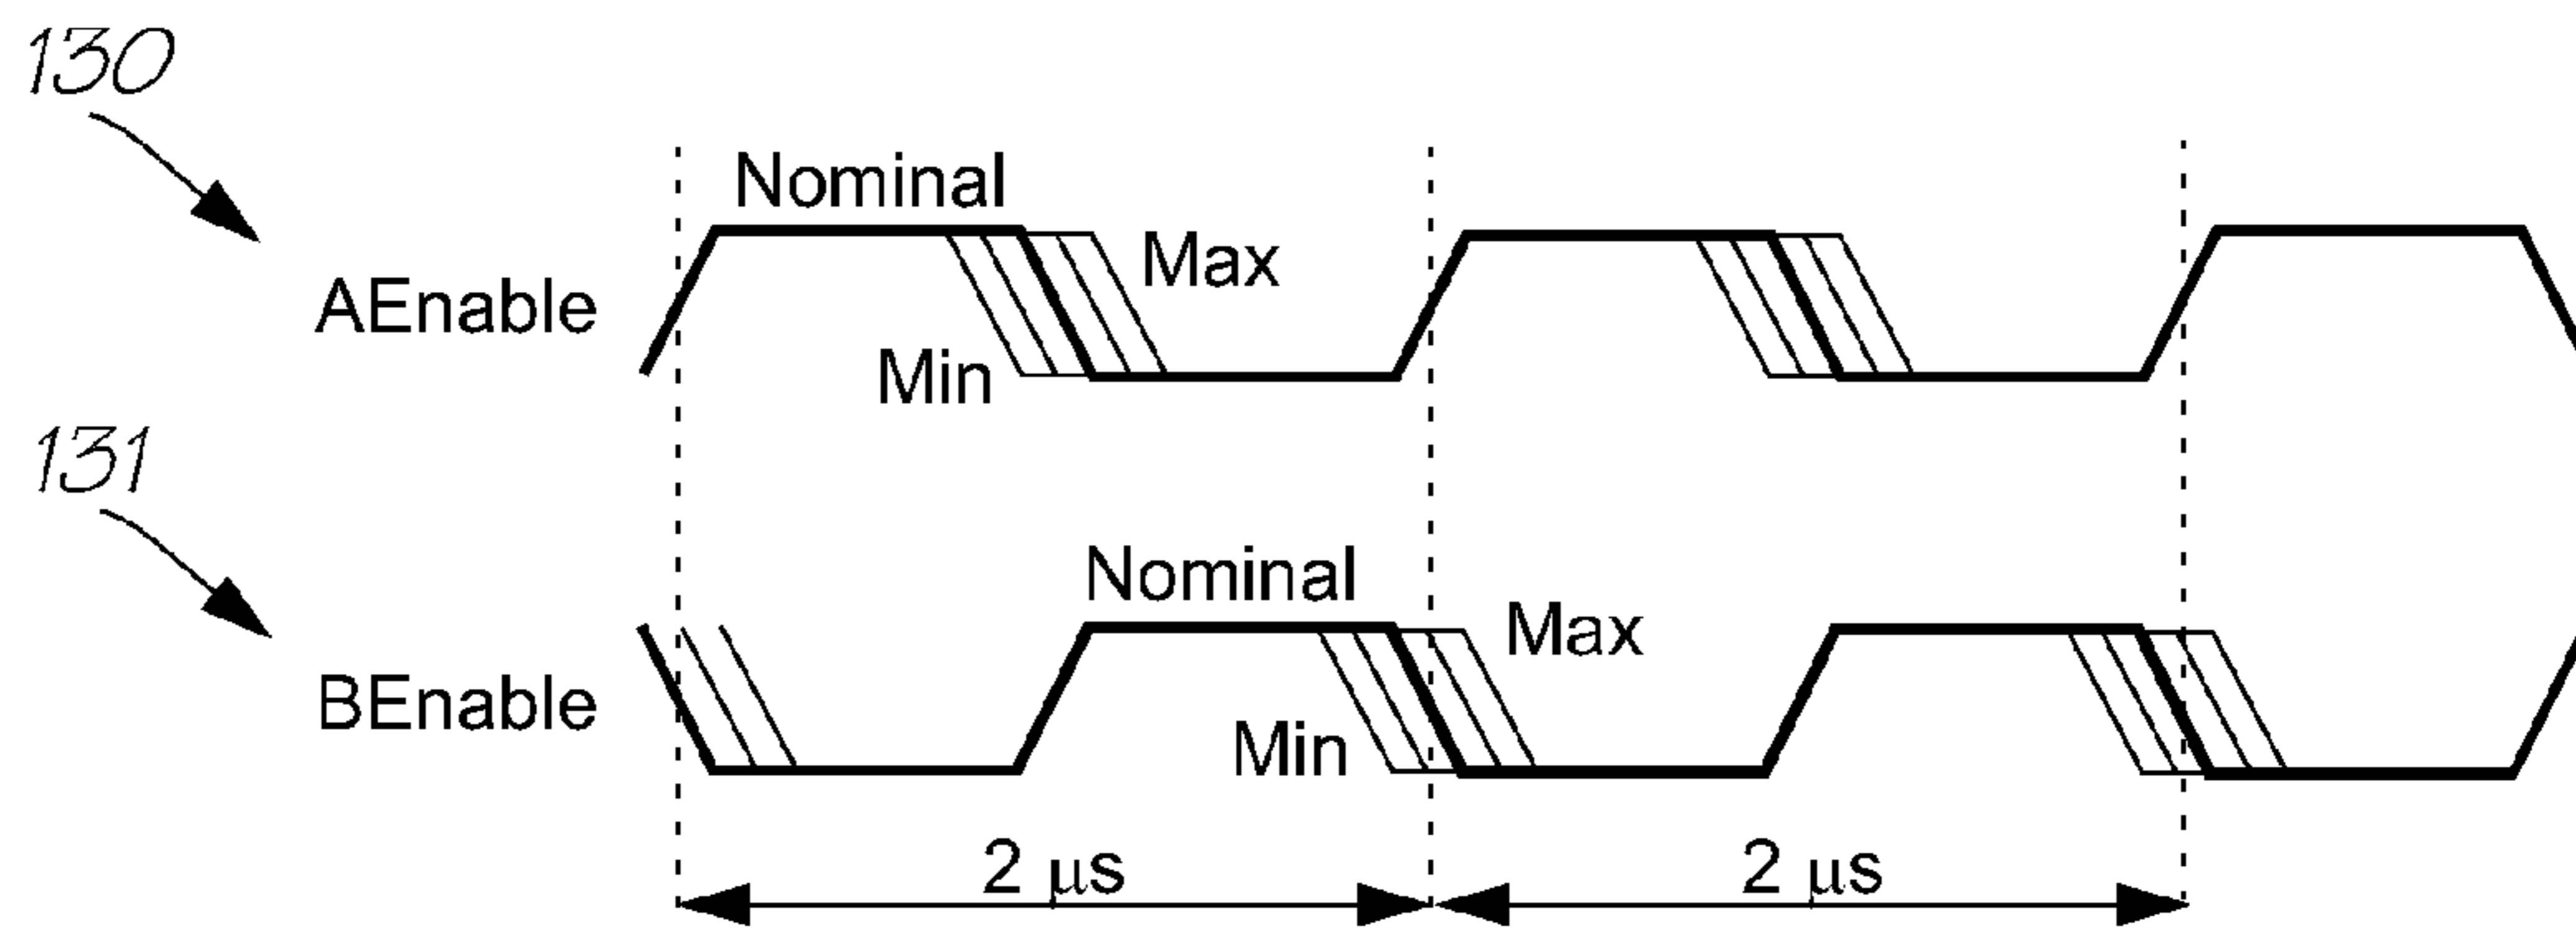 130
Nominal
Max
AEnable
Min
131
Nominal
Max
BEnable
Min
2 μs
2 μs